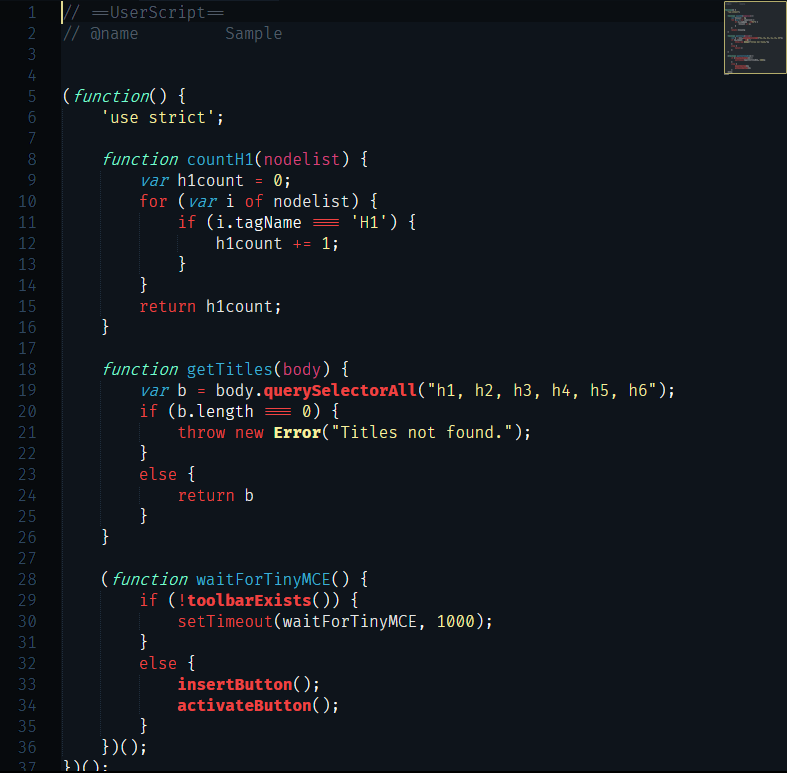 1 // ==UserScript==
2 // @name         Sample
3
4
5 (function() {
6     'use strict';
7
8     function countH1(nodelist) {
9         var h1count = 0;
10         for (var i of nodelist) {
11             if (i.tagName === 'H1') {
12                 h1count += 1;
13             }
14         }
15         return h1count;
16     }
17
18     function getTitles(body) {
19         var b = body.querySelectorAll("h1, h2, h3, h4, h5, h6");
20         if (b.length === 0) {
21             throw new Error("Titles not found.");
22         }
23         else {
24             return b
25         }
26     }
27
28     (function waitForTinyMCE() {
29         if (!toolbarExists()) {
30             setTimeout(waitForTinyMCE, 1000);
31         }
32         else {
33             insertButton();
34             activateButton();
35         }
36     })();
37 })();